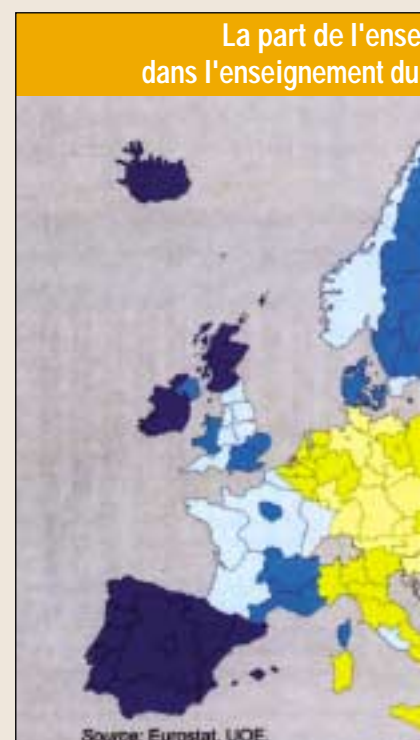 La part de l'ense
dans l'enseignement du
Source: Eurostat, UOE.